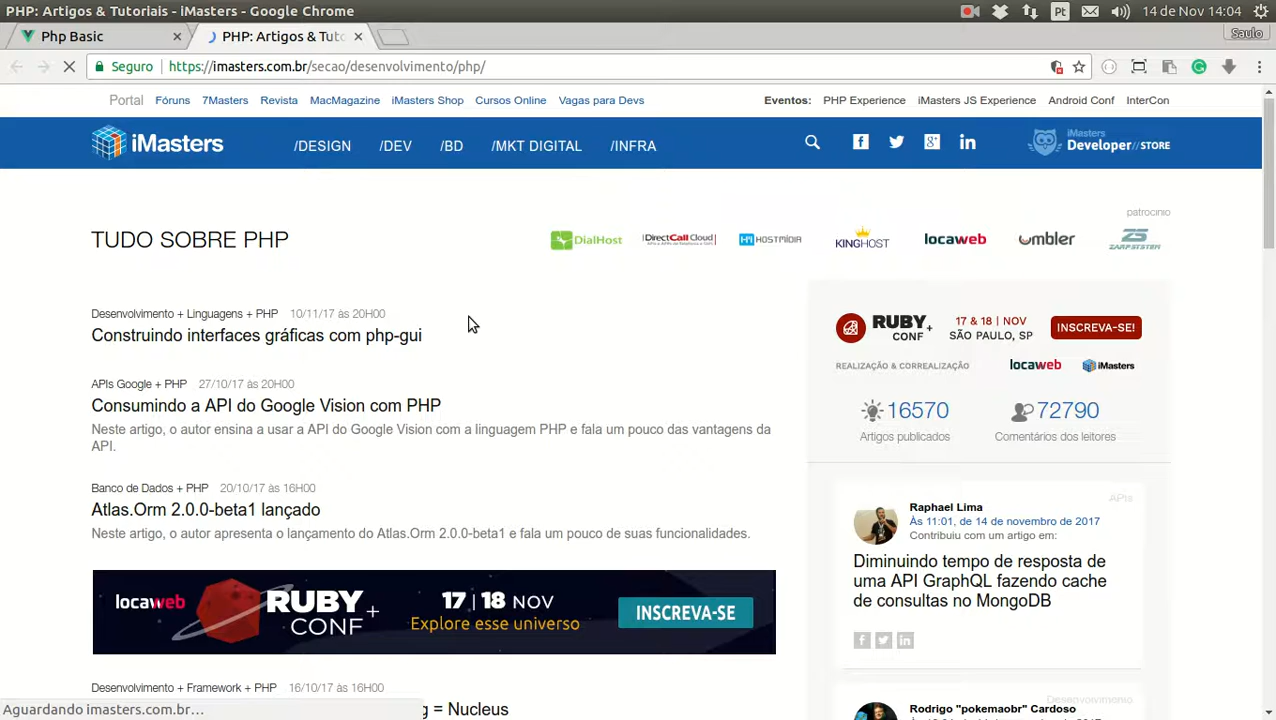 PHP: Artigos & Tutoriais - iMasters - Google Chrome
Pt
14 de Nov 14:04
Php Basic
PHP: Artigos & Tuto
Saulo
Seguro
https://imasters.com.br/secao/desenvolvimento/php/
Portal Fóruns 7Masters Revista MacMagazine iMasters Shop Cursos Online Vagas para Devs
Eventos: PHP Experience iMasters JS Experience Android Conf InterCon
iMasters
/DESIGN /DEV /BD /MKT DIGITAL /INFRA
iMasters
Developer//STORE
patrocinio
TUDO SOBRE PHP
DialHost
DirectCall Cloud
HM HOSTMÍDIA
KINGHOST
locaweb
umbler
ZARPSYSTEM
Desenvolvimento + Linguagens + PHP 10/11/17 às 20H00
Construindo interfaces gráficas com php-gui
APIs Google + PHP 27/10/17 às 20H00
Consumindo a API do Google Vision com PHP
Neste artigo, o autor ensina a usar a API do Google Vision com a linguagem PHP e fala um pouco das vantagens da
API.
Banco de Dados + PHP 20/10/17 às 16H00
Atlas.Orm 2.0.0-beta1 lançado
Neste artigo, o autor apresenta o lançamento do Atlas.Orm 2.0.0-beta1 e fala um pouco de suas funcionalidades.
locaweb
RUBY+
CONF
17 | 18 NOV
Explore esse universo
INSCREVA-SE
Desenvolvimento + Framework + PHP 16/10/17 às 16H00
g = Nucleus
Aguardando imasters.com.br...
RUBY+
CONF
17 & 18 | NOV
SÃO PAULO, SP
INSCREVA-SE!
REALIZAÇÃO & CORREALIZAÇÃO
locaweb
iMasters
16570
Artigos publicados
72790
Comentários dos leitores
APIs
Raphael Lima
Às 11:01, de 14 de novembro de 2017
Contribuiu com um artigo em:
Diminuindo tempo de resposta de
uma API GraphQL fazendo cache
de consultas no MongoDB
Desenvolvimento
Rodrigo "pokemaobr" Cardoso